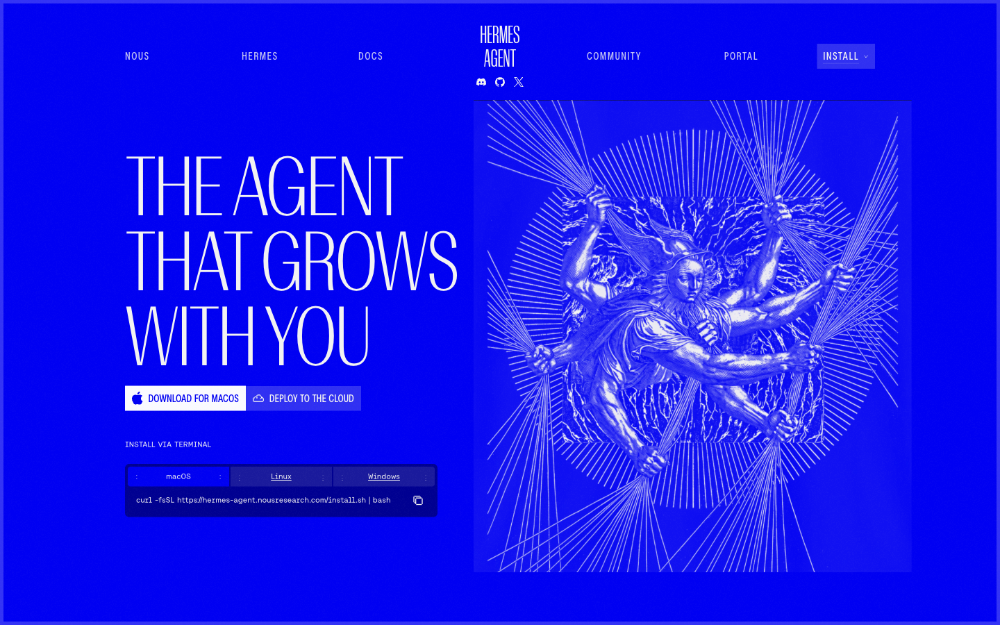 NOUS
HERMES
DOCS
HERMES
AGENT
COMMUNITY
PORTAL
INSTALL
THE AGENT
THAT GROWS
WITH YOU
DOWNLOAD FOR MACOS
DEPLOY TO THE CLOUD
INSTALL VIA TERMINAL
macOS
Linux
Windows
curl -fsSL https://hermes-agent.nousresearch.com/install.sh | bash